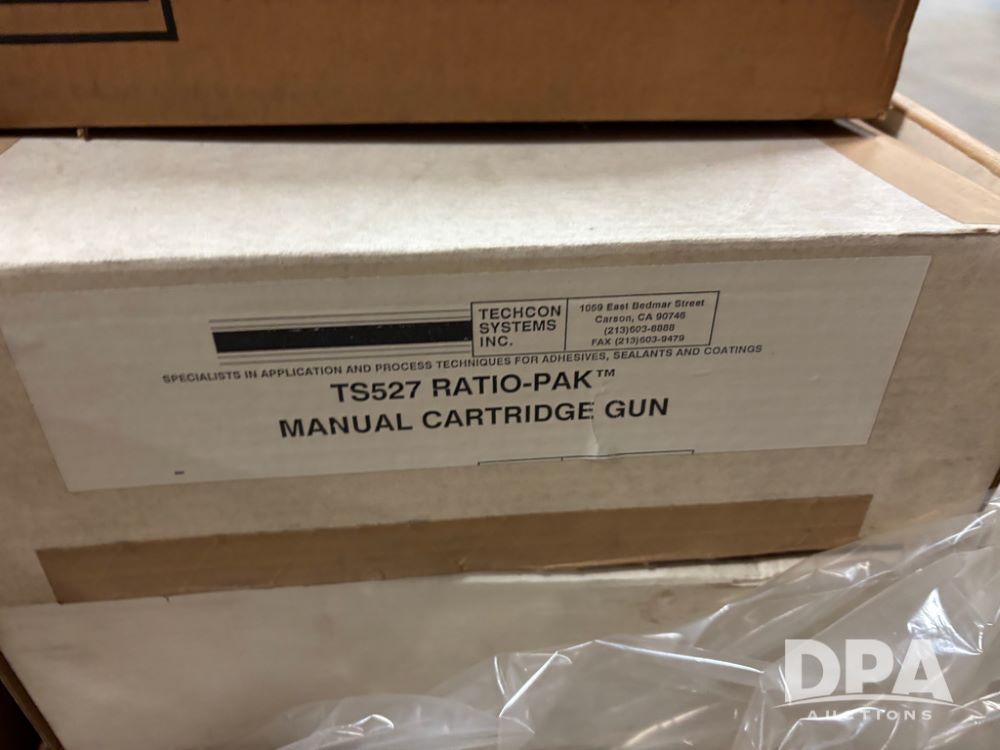 TECHCON
SYSTEMS
INC.
1059 East Bedmar Street
Carson, CA 90746
(213)603-8888
FAX (213)603-9479
SPECIALISTS IN APPLICATION AND PROCESS TECHNIQUES FOR ADHESIVES, SEALANTS AND COATINGS
TS527 RATIO-PAK™
MANUAL CARTRIDGE GUN
DPA
AUCTIONS